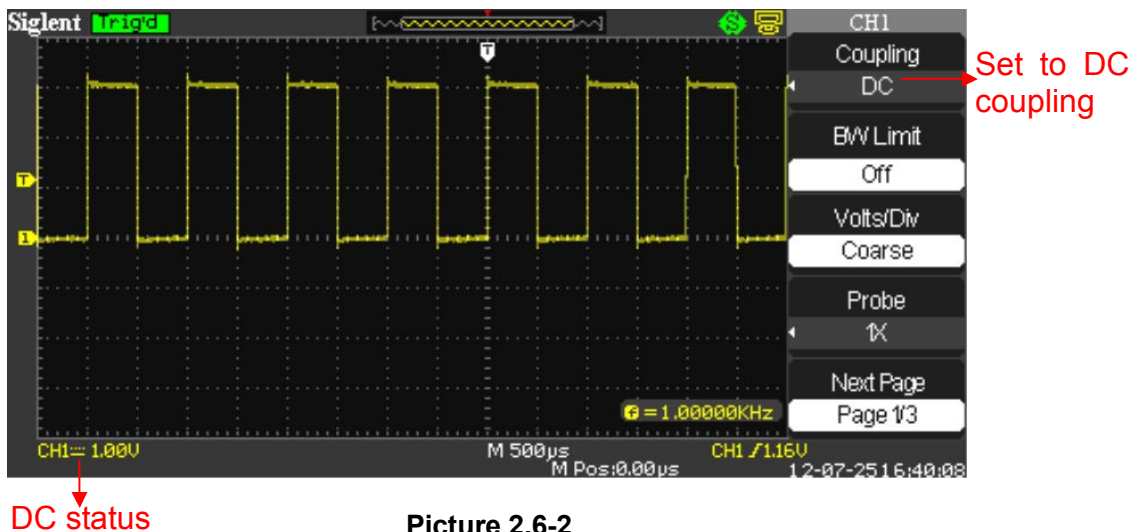 Siglent Trig'd CH1
T
Coupling
DC
Set to DC
coupling
BW Limit
Off
T
Volts/Div
Coarse
1
Probe
1X
Next Page
Page 1/3
f = 1.00000KHz
CH1 1.00V M 500µs CH1 / 1.16V
M Pos:0.00µs 12-07-25 16:40:08
DC status
Picture 2.6-2